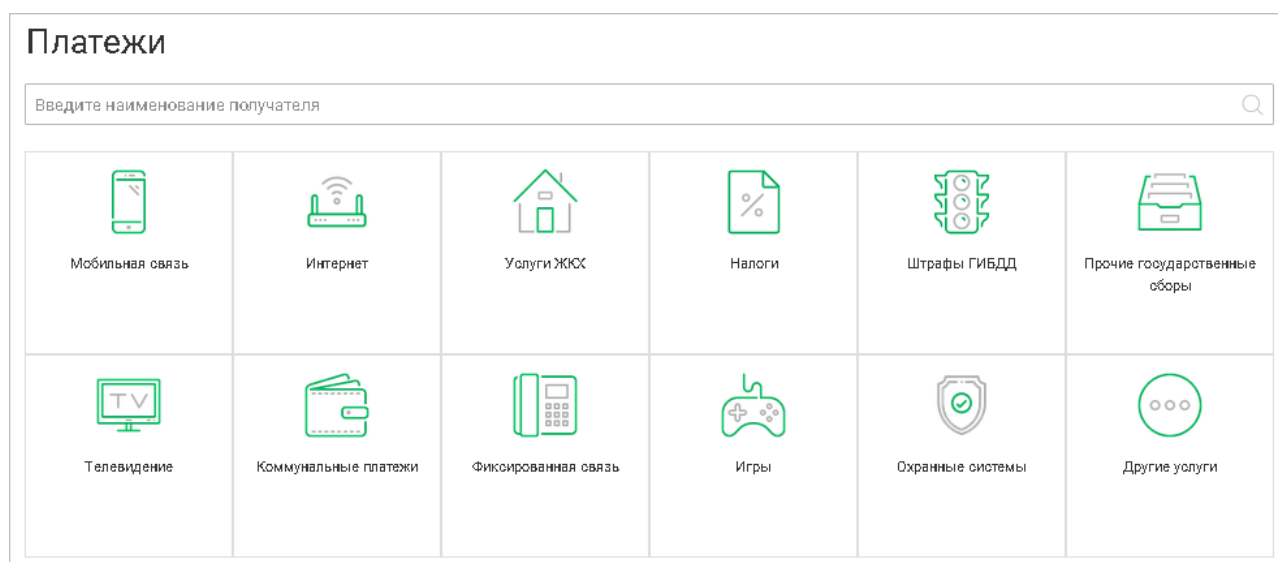 Платежи
Введите наименование получателя
Мобильная связь
Интернет
Услуги ЖКХ
Налоги
Штрафы ГИБДД
Прочие государственные
сборы
TV
Телевидение
Коммунальные платежи
Фиксированная связь
Игры
Охранные системы
Другие услуги